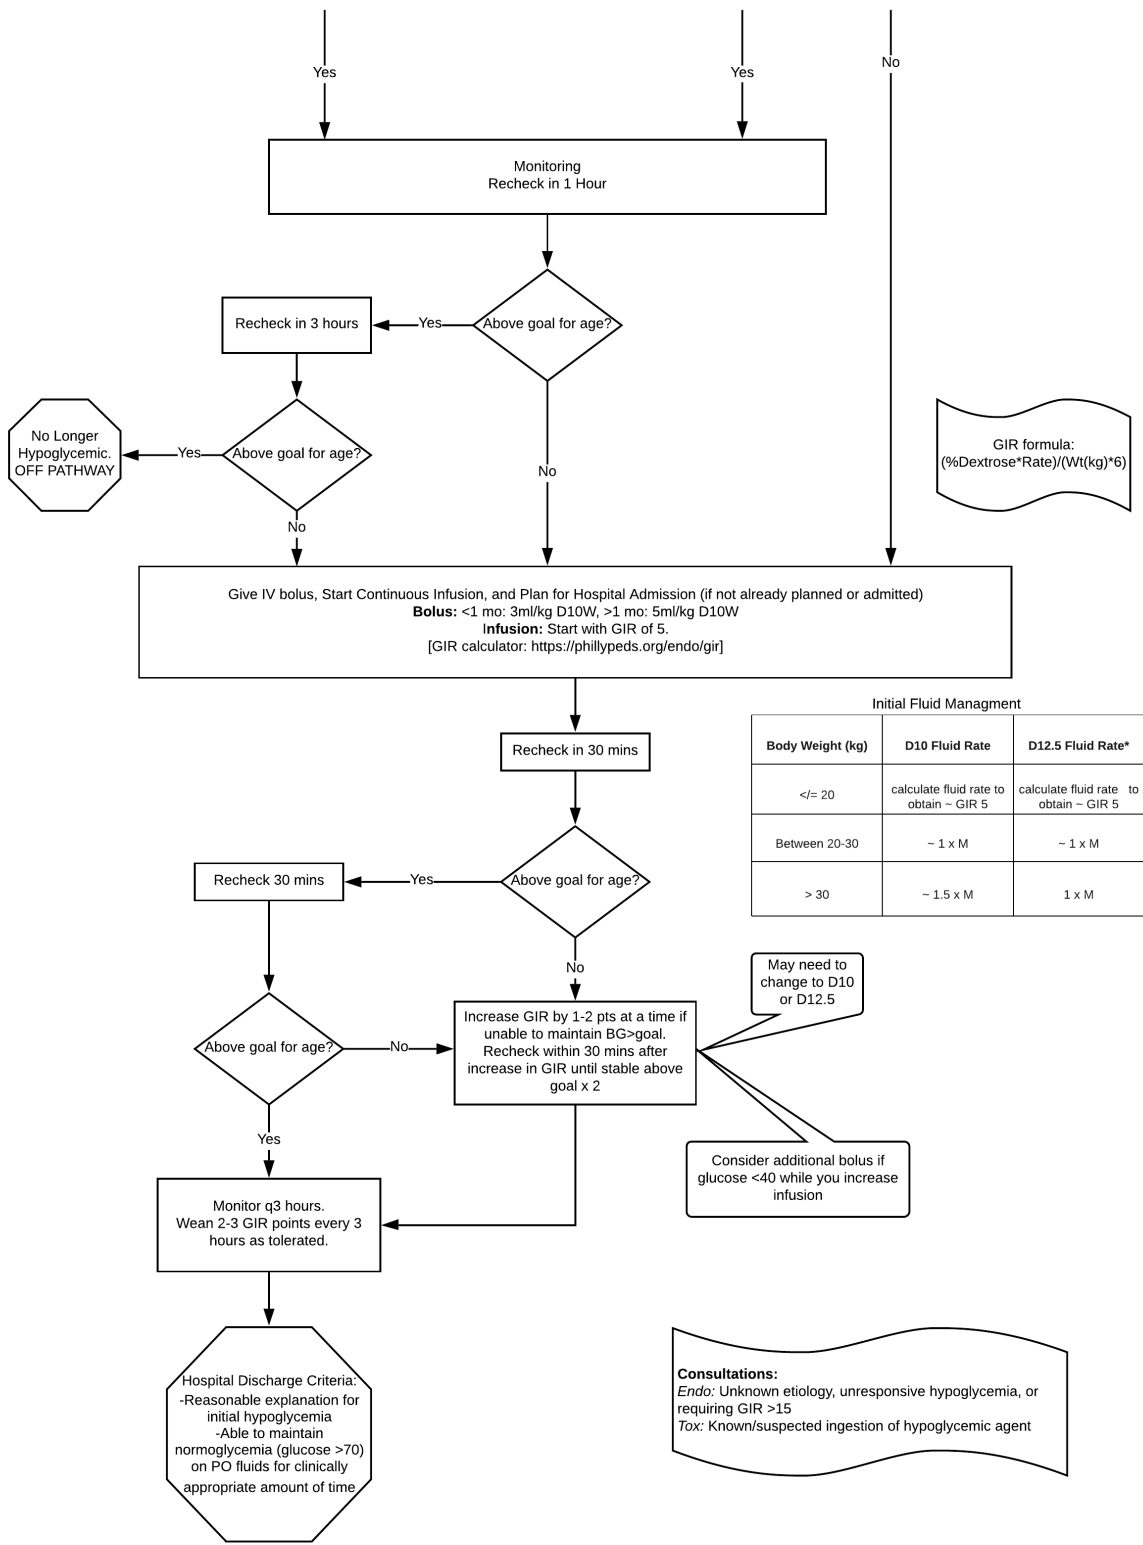 Yes
Yes
No
Monitoring
Recheck in 1 Hour
Recheck in 3 hours
Yes
Above goal for age?
No Longer
Hypoglycemic.
OFF PATHWAY
Yes
Above goal for age?
No
No
GIR formula:
(%Dextrose*Rate)/(Wt(kg)*6)
Give IV bolus, Start Continuous Infusion, and Plan for Hospital Admission (if not already planned or admitted)
Bolus: <1 mo: 3ml/kg D10W, >1 mo: 5ml/kg D10W
Infusion: Start with GIR of 5.
[GIR calculator: https://phillypeds.org/endo/gir]
Recheck in 30 mins
Initial Fluid Managment
Body Weight (kg)
D10 Fluid Rate
D12.5 Fluid Rate*
</= 20
calculate fluid rate to
obtain ~ GIR 5
calculate fluid rate to
obtain ~ GIR 5
Between 20-30
~ 1 x M
~ 1 x M
> 30
~ 1.5 x M
1 x M
Recheck 30 mins
Yes
Above goal for age?
No
Above goal for age?
No
Increase GIR by 1-2 pts at a time if
unable to maintain BG>goal.
Recheck within 30 mins after
increase in GIR until stable above
goal x 2
May need to
change to D10
or D12.5
Consider additional bolus if
glucose <40 while you increase
infusion
Yes
Monitor q3 hours.
Wean 2-3 GIR points every 3
hours as tolerated.
Hospital Discharge Criteria:
-Reasonable explanation for
initial hypoglycemia
-Able to maintain
normoglycemia (glucose >70)
on PO fluids for clinically
appropriate amount of time
Consultations:
Endo: Unknown etiology, unresponsive hypoglycemia, or
requiring GIR >15
Tox: Known/suspected ingestion of hypoglycemic agent